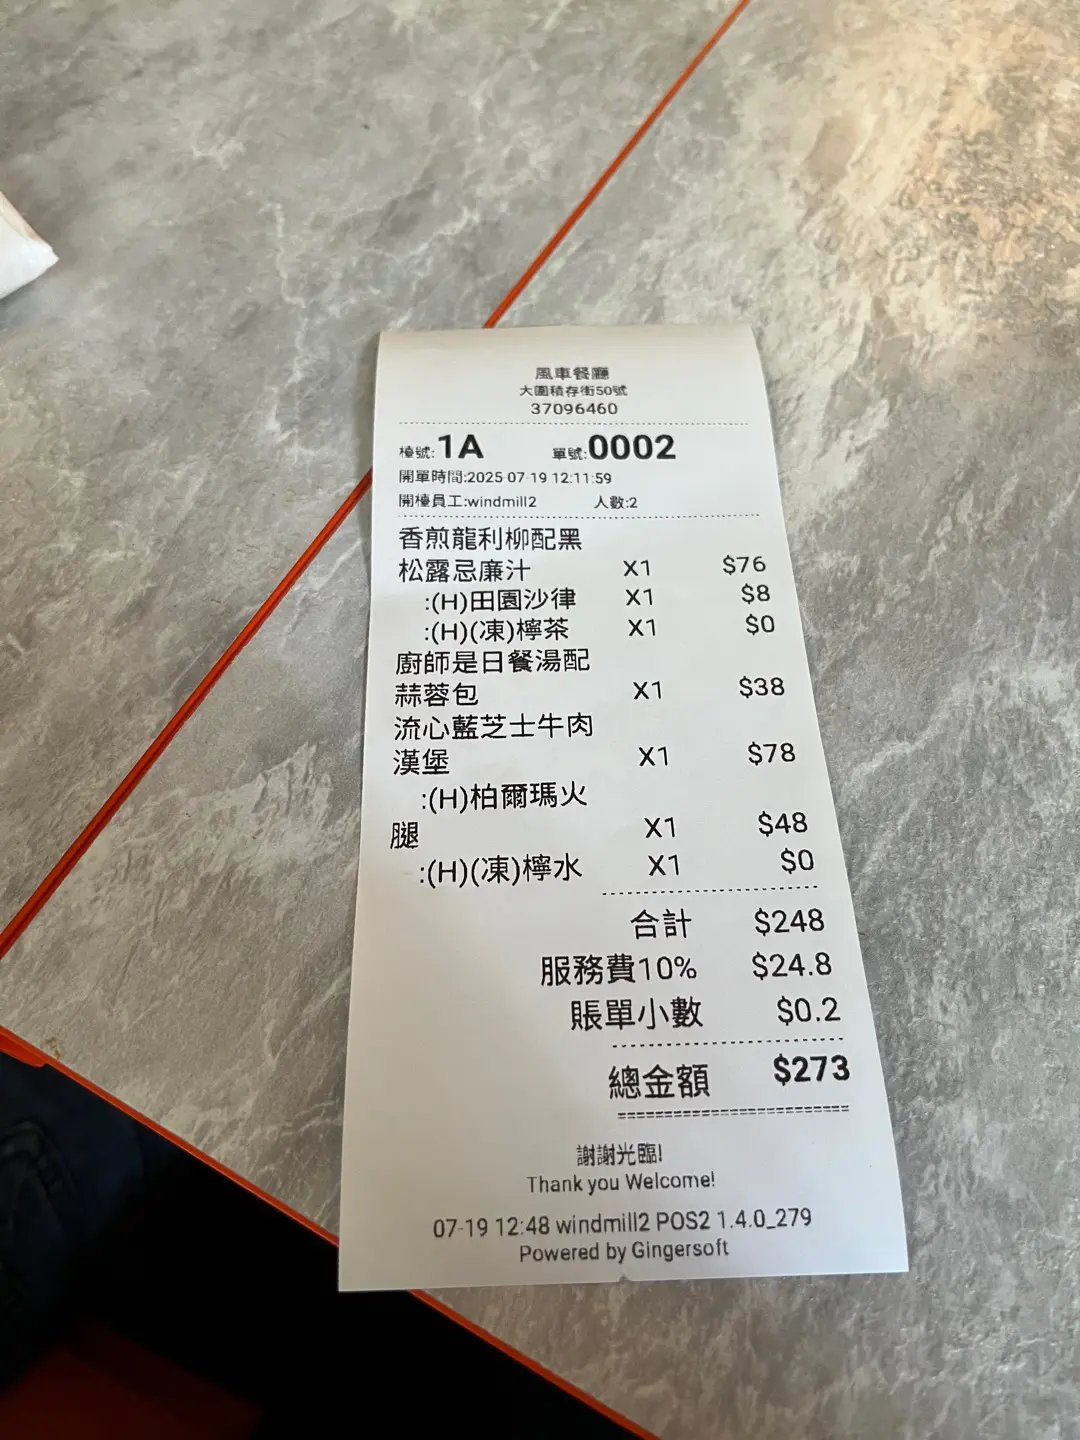 風車餐廳
大圍積存街50號
37096460
檯號:1A 單號:0002
開單時間:2025-07-19 12:11:59
開檯員工:windmill2 人數:2
香煎龍利柳配黑
松露忌廉汁 X1 $76
:(H)田園沙律 X1 $8
:(H)(凍)檸茶 X1 $0
廚師是日餐湯配
蒜蓉包 X1 $38
流心藍芝士牛肉
漢堡 X1 $78
:(H)柏爾瑪火
腿 X1 $48
:(H)(凍)檸水 X1 $0
合計 $248
服務費10% $24.8
賬單小數 $0.2
總金額 $273
謝謝光臨!
Thank you Welcome!
07-19 12:48 windmill2 POS2 1.4.0_279
Powered by Gingersoft